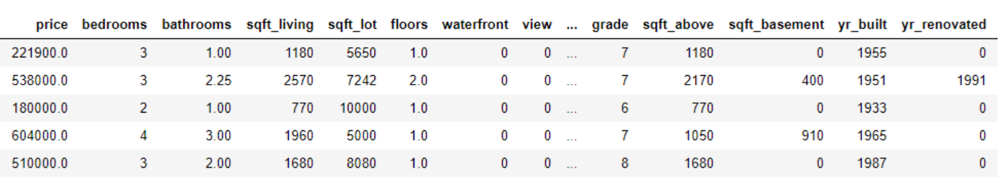 price bedrooms bathrooms sqft_living sqft_lot floors waterfront view ... grade sqft_above sqft_basement yr_built yr_renovated
221900.0 3 1.00 1180 5650 1.0 0 0 ... 7 1180 0 1955 0
538000.0 3 2.25 2570 7242 2.0 0 0 ... 7 2170 400 1951 1991
180000.0 2 1.00 770 10000 1.0 0 0 ... 6 770 0 1933 0
604000.0 4 3.00 1960 5000 1.0 0 0 ... 7 1050 910 1965 0
510000.0 3 2.00 1680 8080 1.0 0 0 ... 8 1680 0 1987 0